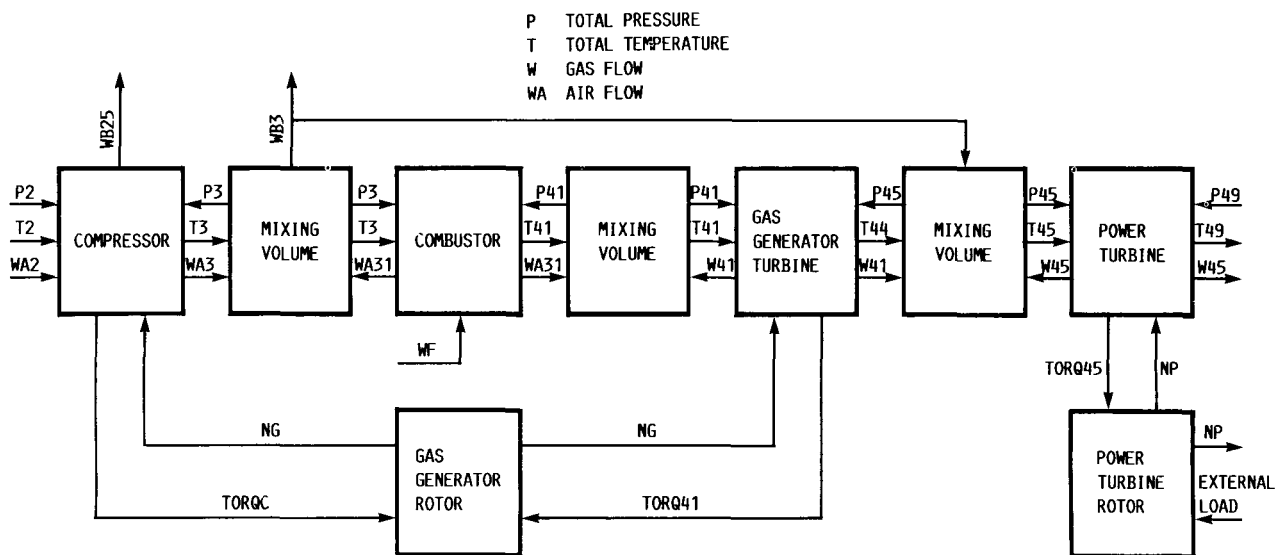 P TOTAL PRESSURE
T TOTAL TEMPERATURE
W GAS FLOW
WA AIR FLOW
WB25
WB3
P2
P3
P3
P41
P41
P45
P45
P49
T2
T3
T3
T41
T41
T44
T45
T49
WA2
WA3
WA31
WA31
W41
W41
W45
W45
COMPRESSOR
MIXING
VOLUME
COMBUSTOR
MIXING
VOLUME
GAS
GENERATOR
TURBINE
MIXING
VOLUME
POWER
TURBINE
WF
TORQ45
NP
NG
NG
GAS
GENERATOR
ROTOR
TORQC
TORQ41
POWER
TURBINE
ROTOR
NP
EXTERNAL
LOAD